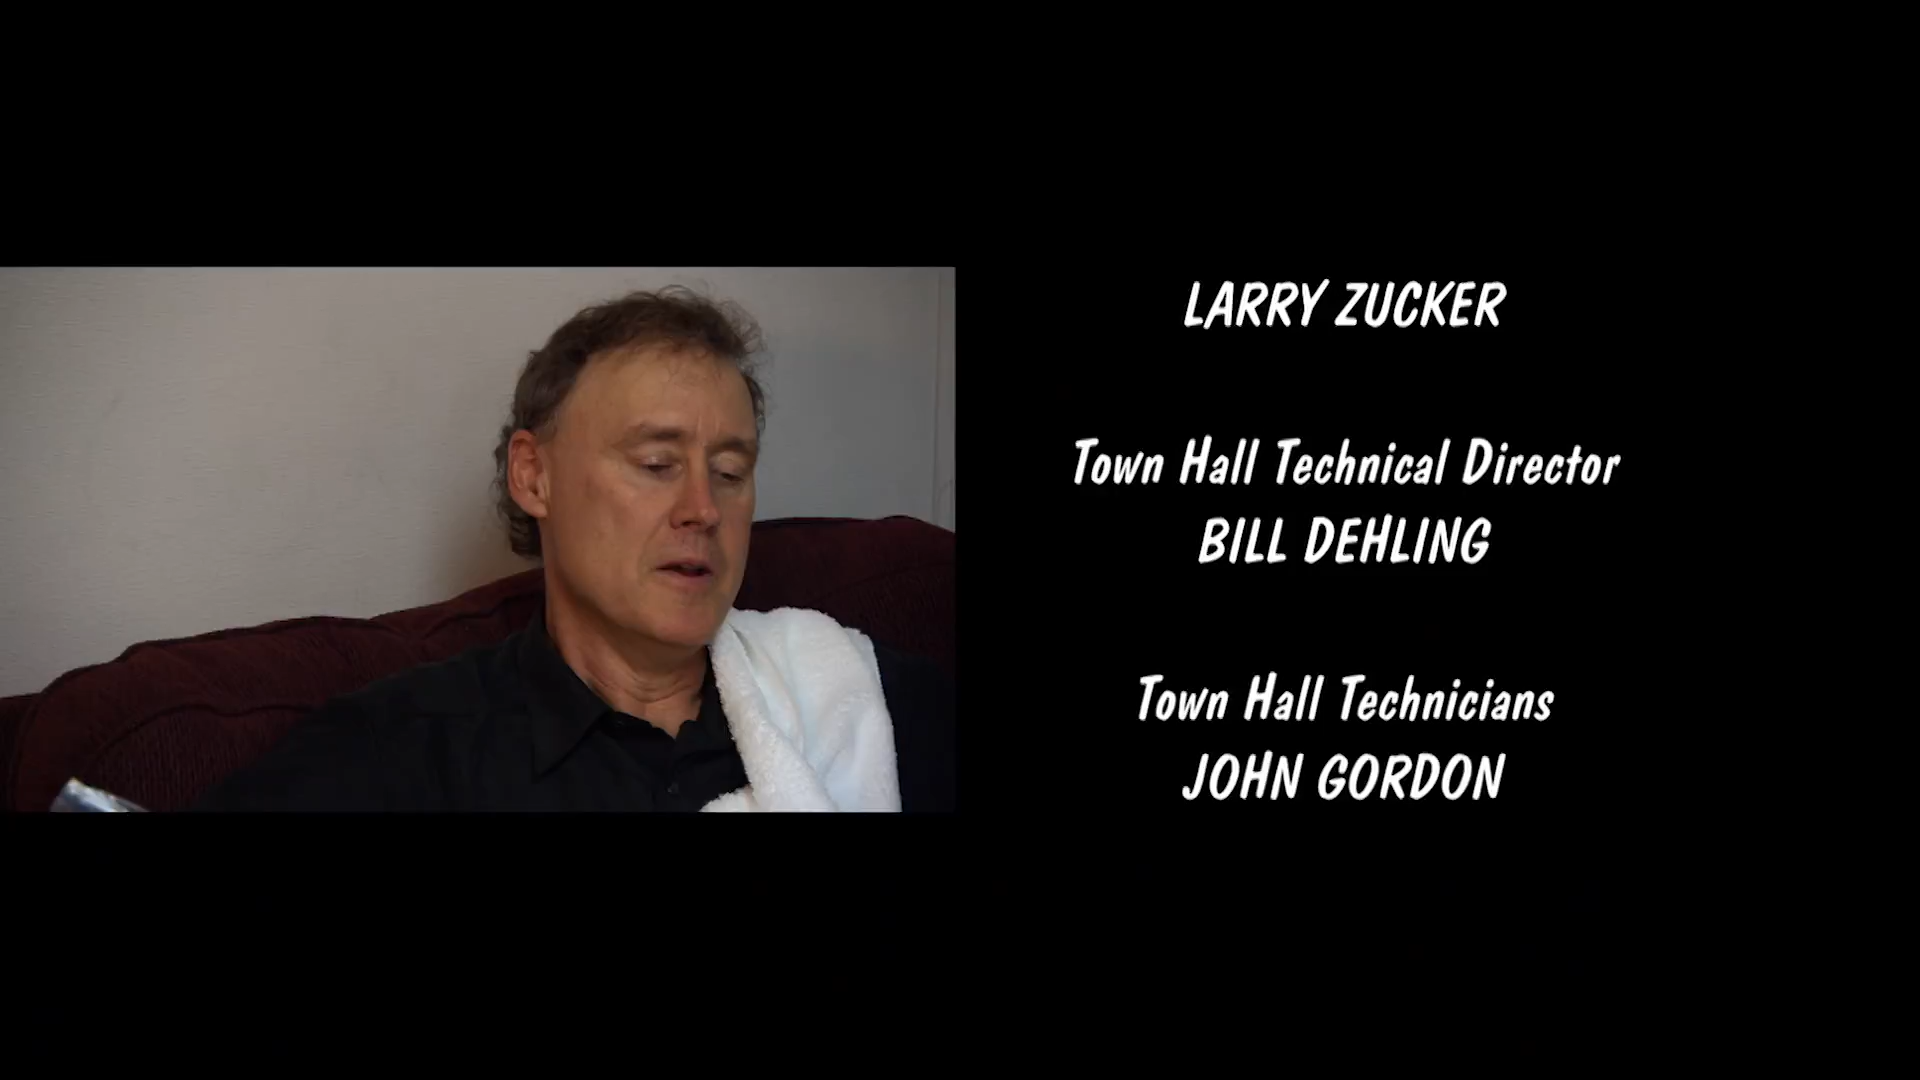 LARRY ZUCKER
Town Hall Technical Director
BILL DEHLING
Town Hall Technicians
JOHN GORDON